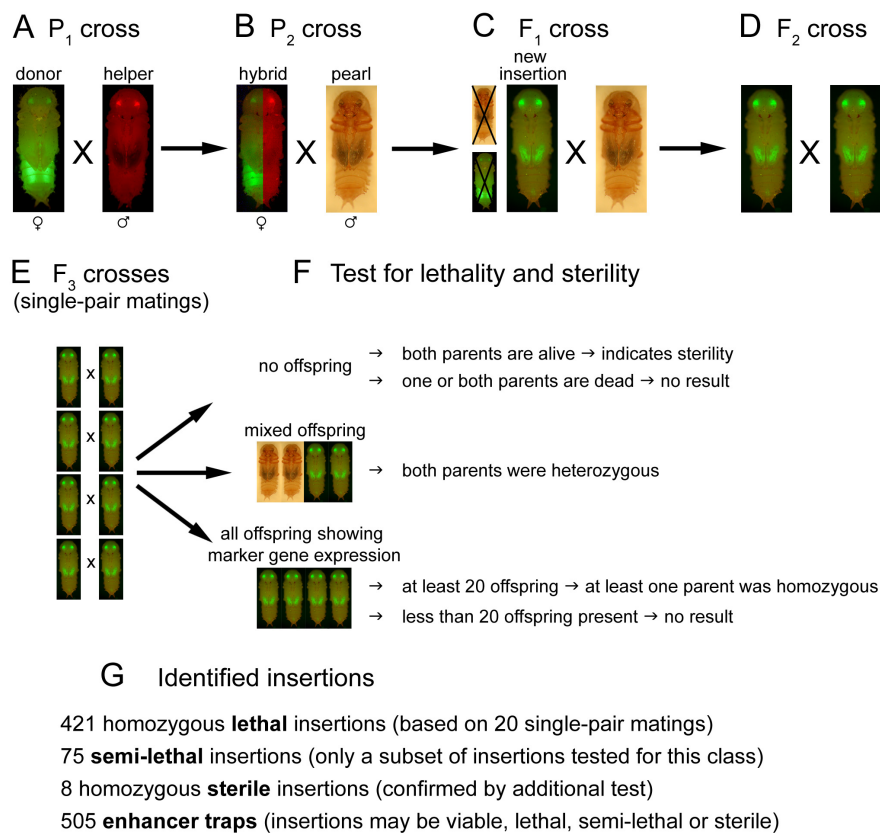 A P1 cross
donor helper
X
♀ ♂
B P2 cross
hybrid pearl
X
♀ ♂
C F1 cross
new
insertion
X
D F2 cross
X
E F3 crosses
(single-pair matings)
x
x
x
x
F Test for lethality and sterility
no offspring
→ both parents are alive → indicates sterility
→ one or both parents are dead → no result
mixed offspring
→ both parents were heterozygous
all offspring showing
marker gene expression
→ at least 20 offspring → at least one parent was homozygous
→ less than 20 offspring present → no result
G Identified insertions
421 homozygous lethal insertions (based on 20 single-pair matings)
75 semi-lethal insertions (only a subset of insertions tested for this class)
8 homozygous sterile insertions (confirmed by additional test)
505 enhancer traps (insertions may be viable, lethal, semi-lethal or sterile)